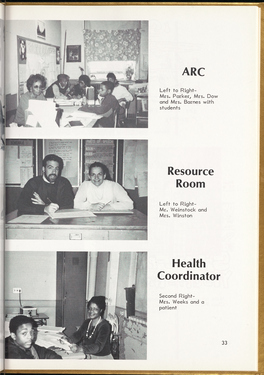 ARC
Left to Right-
Mrs. Parker, Mrs. Dow
and Mrs. Barnes with
students
Resource
Room
Left to Right-
Mr. Weinstock and
Mrs. Winston
Health
Coordinator
Second Right-
Mrs. Weeks and a
patient
33